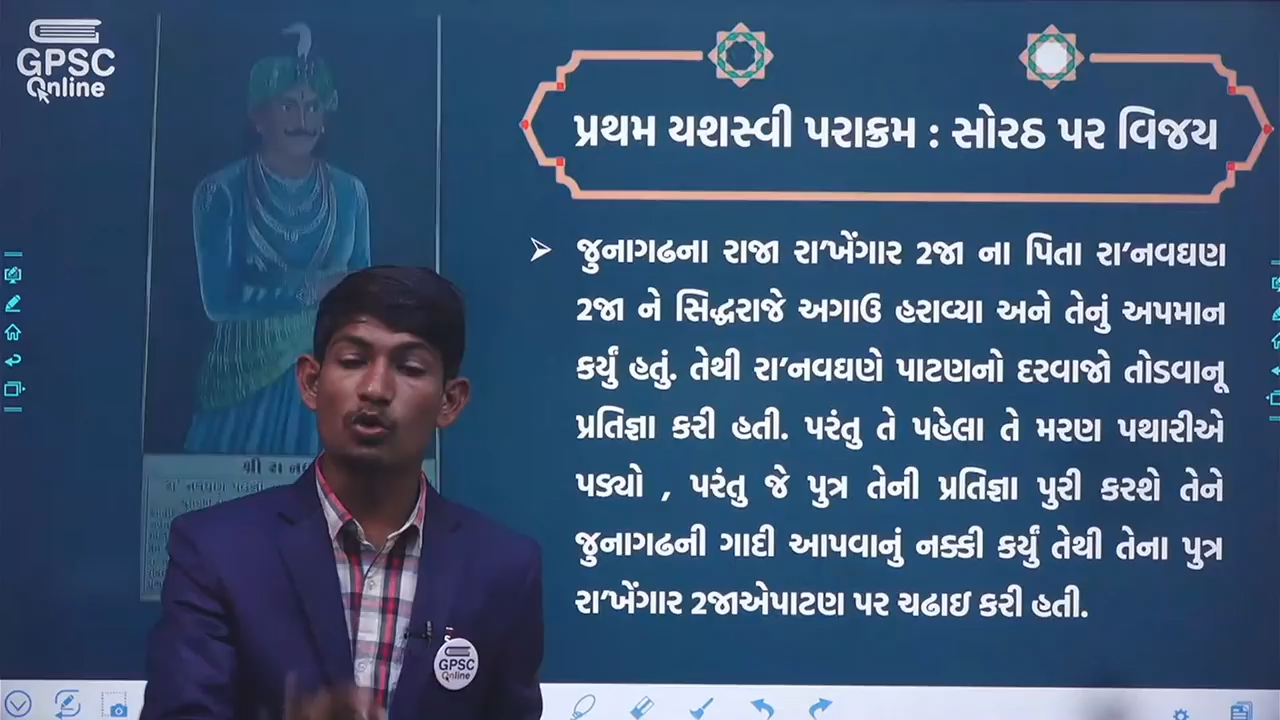 GPSC
Online
પ્રથમ યશસ્વી પરાક્રમ : સોરઠ પર વિજય
➢ જુનાગઢના રાજા રા’ખેંગાર 2જા ના પિતા રા’નવઘણ
2જા ને સિદ્ધરાજે અગાઉ હરાવ્યા અને તેનું અપમાન
કર્યું હતું. તેથી રા’નવઘણે પાટણનો દરવાજો તોડવાનૂ
પ્રતિજ્ઞા કરી હતી. પરંતુ તે પહેલા તે મરણ પથારીએ
પડ્યો , પરંતુ જે પુત્ર તેની પ્રતિજ્ઞા પુરી કરશે તેને
જુનાગઢની ગાદી આપવાનું નક્કી કર્યું તેથી તેના પુત્ર
રા’ખેંગાર 2જાએપાટણ પર ચઢાઇ કરી હતી.
શ્રી રા
GPSC
Online